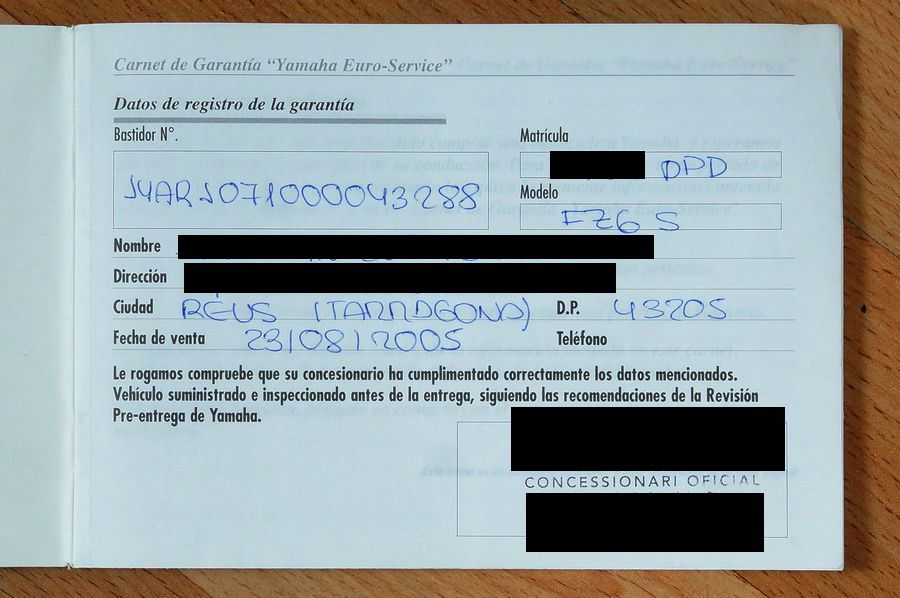 Carnet de Garantía “Yamaha Euro-Service”
Datos de registro de la garantía
Bastidor N°.
JYARJ071000043288
Matrícula
DPD
Modelo
FZ6 S
Nombre
Dirección
Ciudad REUS (TARRAGONA) D.P. 43205
Fecha de venta 23/08/2005 Teléfono
Le rogamos compruebe que su concesionario ha cumplimentado correctamente los datos mencionados.
Vehículo suministrado e inspeccionado antes de la entrega, siguiendo las recomendaciones de la Revisión
Pre-entrega de Yamaha.
CONCESSIONARI OFICIAL